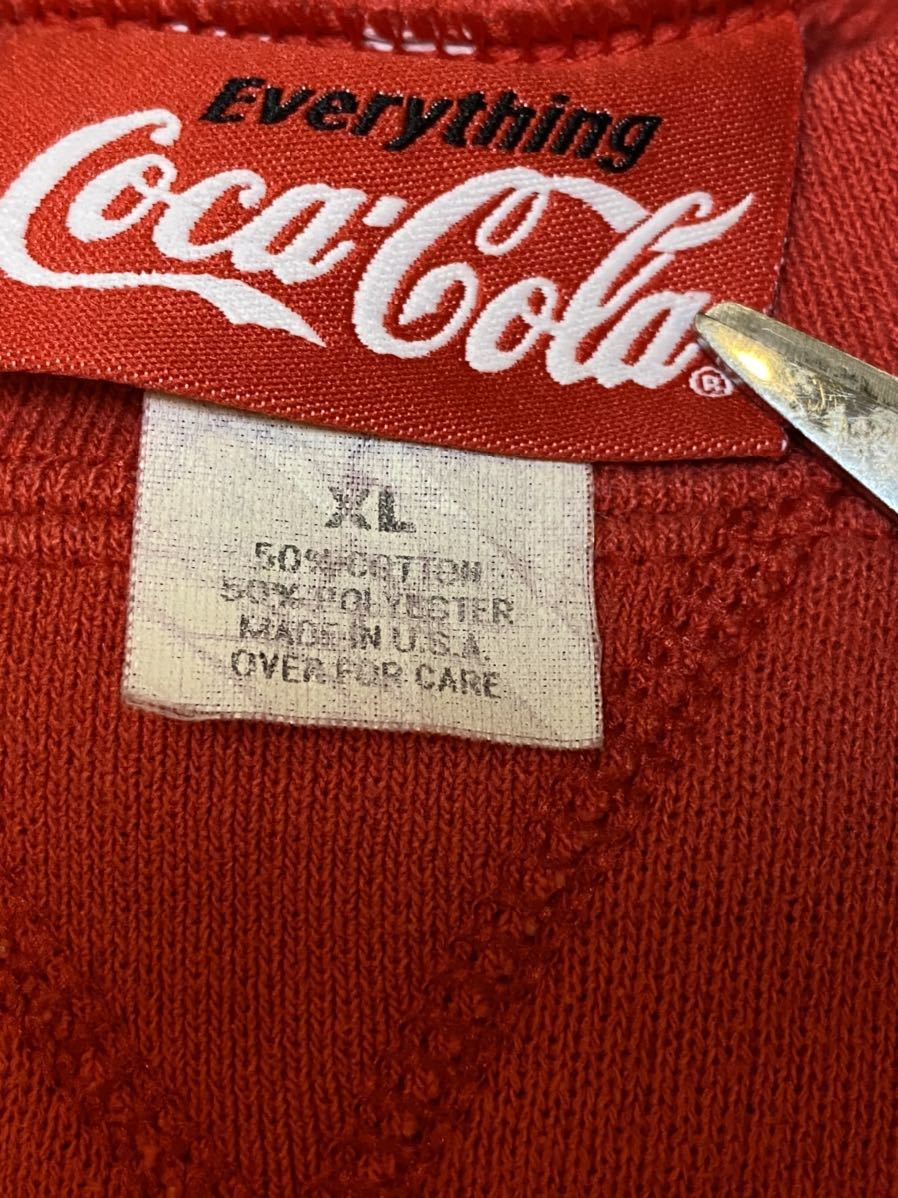 Everything
Coca-Cola®
XL
50% COTTON
50% POLYESTER
MADE IN U.S.A.
OVER FOR CARE